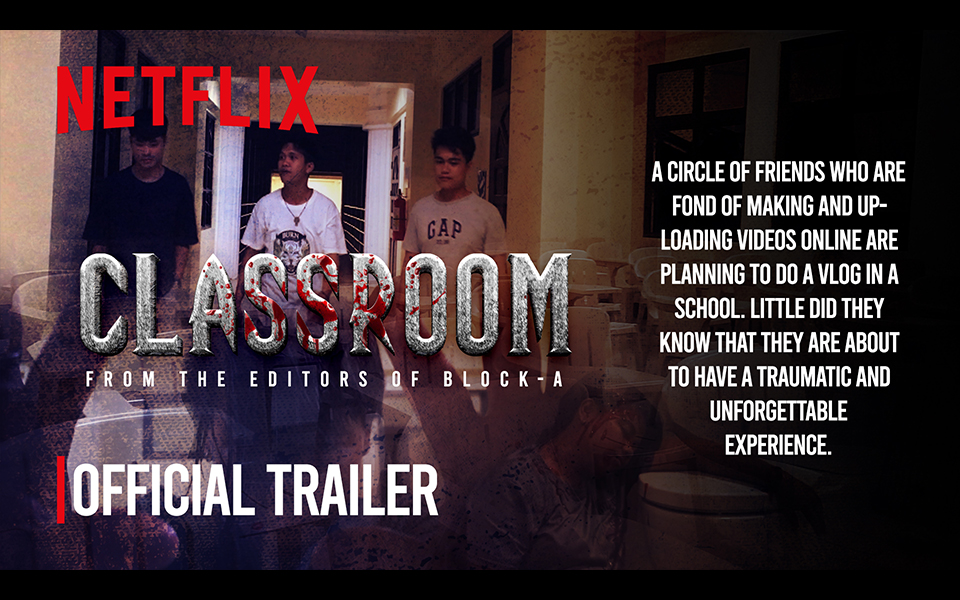 NETFLIX
BURN
GAP
CLASSROOM
FROM THE EDITORS OF BLOCK-A
OFFICIAL TRAILER
A CIRCLE OF FRIENDS WHO ARE
FOND OF MAKING AND UP-
LOADING VIDEOS ONLINE ARE
PLANNING TO DO A VLOG IN A
SCHOOL. LITTLE DID THEY
KNOW THAT THEY ARE ABOUT
TO HAVE A TRAUMATIC AND
UNFORGETTABLE
EXPERIENCE.